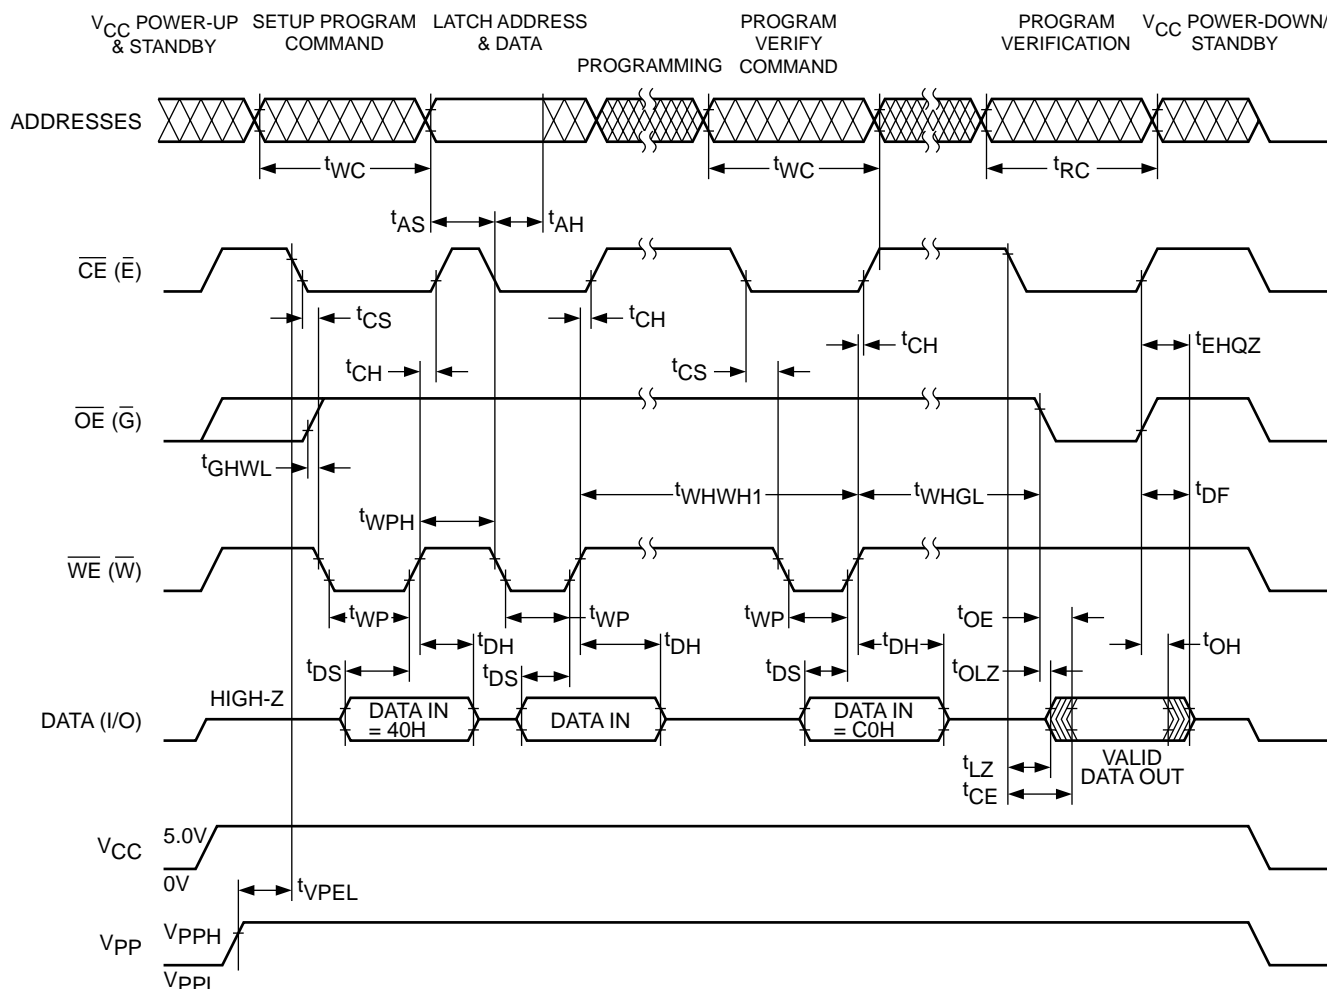 VCC POWER-UP & STANDBY
SETUP PROGRAM COMMAND
LATCH ADDRESS & DATA
PROGRAMMING
PROGRAM VERIFY COMMAND
PROGRAM VERIFICATION
VCC POWER-DOWN/ STANDBY
ADDRESSES
tWC
tWC
tRC
tAS
tAH
CE (E)
tCS
tCH
tCH
tCS
tCH
tEHQZ
OE (G)
tGHWL
tWPH
tWHWH1
tWHGL
tDF
WE (W)
tWP
tWP
tWP
tOE
tDH
tDH
tDH
tOH
tDS
tDS
tDS
tOLZ
DATA (I/O)
HIGH-Z
DATA IN
= 40H
DATA IN
DATA IN
= C0H
VALID
DATA OUT
tLZ
tCE
VCC
5.0V
0V
tVPEL
VPP
VPPH
VPPL